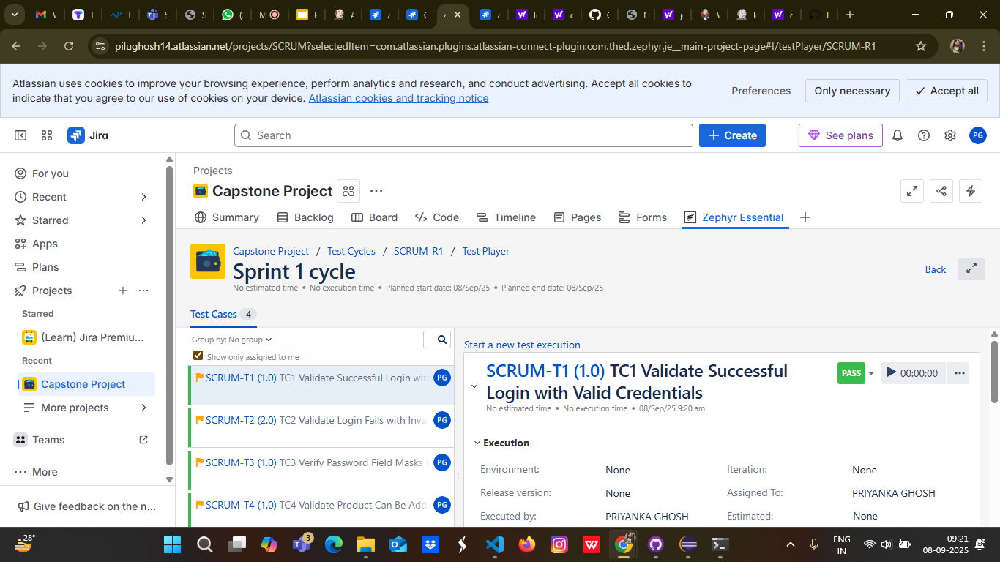 pilughosh14.atlassian.net/projects/SCRUM?selectedItem=com.atlassian.plugins.atlassian-connect-plugin:com.thed.zephyr.je__main-project-page#!/testPlayer/SCRUM-R1
Atlassian uses cookies to improve your browsing experience, perform analytics and research, and conduct advertising. Accept all cookies to
indicate that you agree to our use of cookies on your device. Atlassian cookies and tracking notice
Preferences
Only necessary
Accept all
Jira
Search
Create
See plans
PG
For you
Recent
Starred
Apps
Plans
Projects
Starred
(Learn) Jira Premiu...
Recent
Capstone Project
More projects
Teams
More
Give feedback on the n...
Projects
Capstone Project
Summary
Backlog
Board
Code
Timeline
Pages
Forms
Zephyr Essential
Capstone Project / Test Cycles / SCRUM-R1 / Test Player
Sprint 1 cycle
No estimated time • No execution time • Planned start date: 08/Sep/25 • Planned end date: 08/Sep/25
Back
Test Cases 4
Group by: No group
Show only assigned to me
SCRUM-T1 (1.0) TC1 Validate Successful Login with
PG
SCRUM-T2 (2.0) TC2 Validate Login Fails with Inval
PG
SCRUM-T3 (1.0) TC3 Verify Password Field Masks
PG
SCRUM-T4 (1.0) TC4 Validate Product Can Be Adde
PG
Start a new test execution
SCRUM-T1 (1.0) TC1 Validate Successful
Login with Valid Credentials
No estimated time • No execution time • 08/Sep/25 9:20 am
PASS
00:00:00
Execution
Environment: None
Iteration: None
Release version: None
Assigned To: PRIYANKA GHOSH
Executed by: PRIYANKA GHOSH
Estimated: None
28°
3
ENG
IN
09:21
08-09-2025